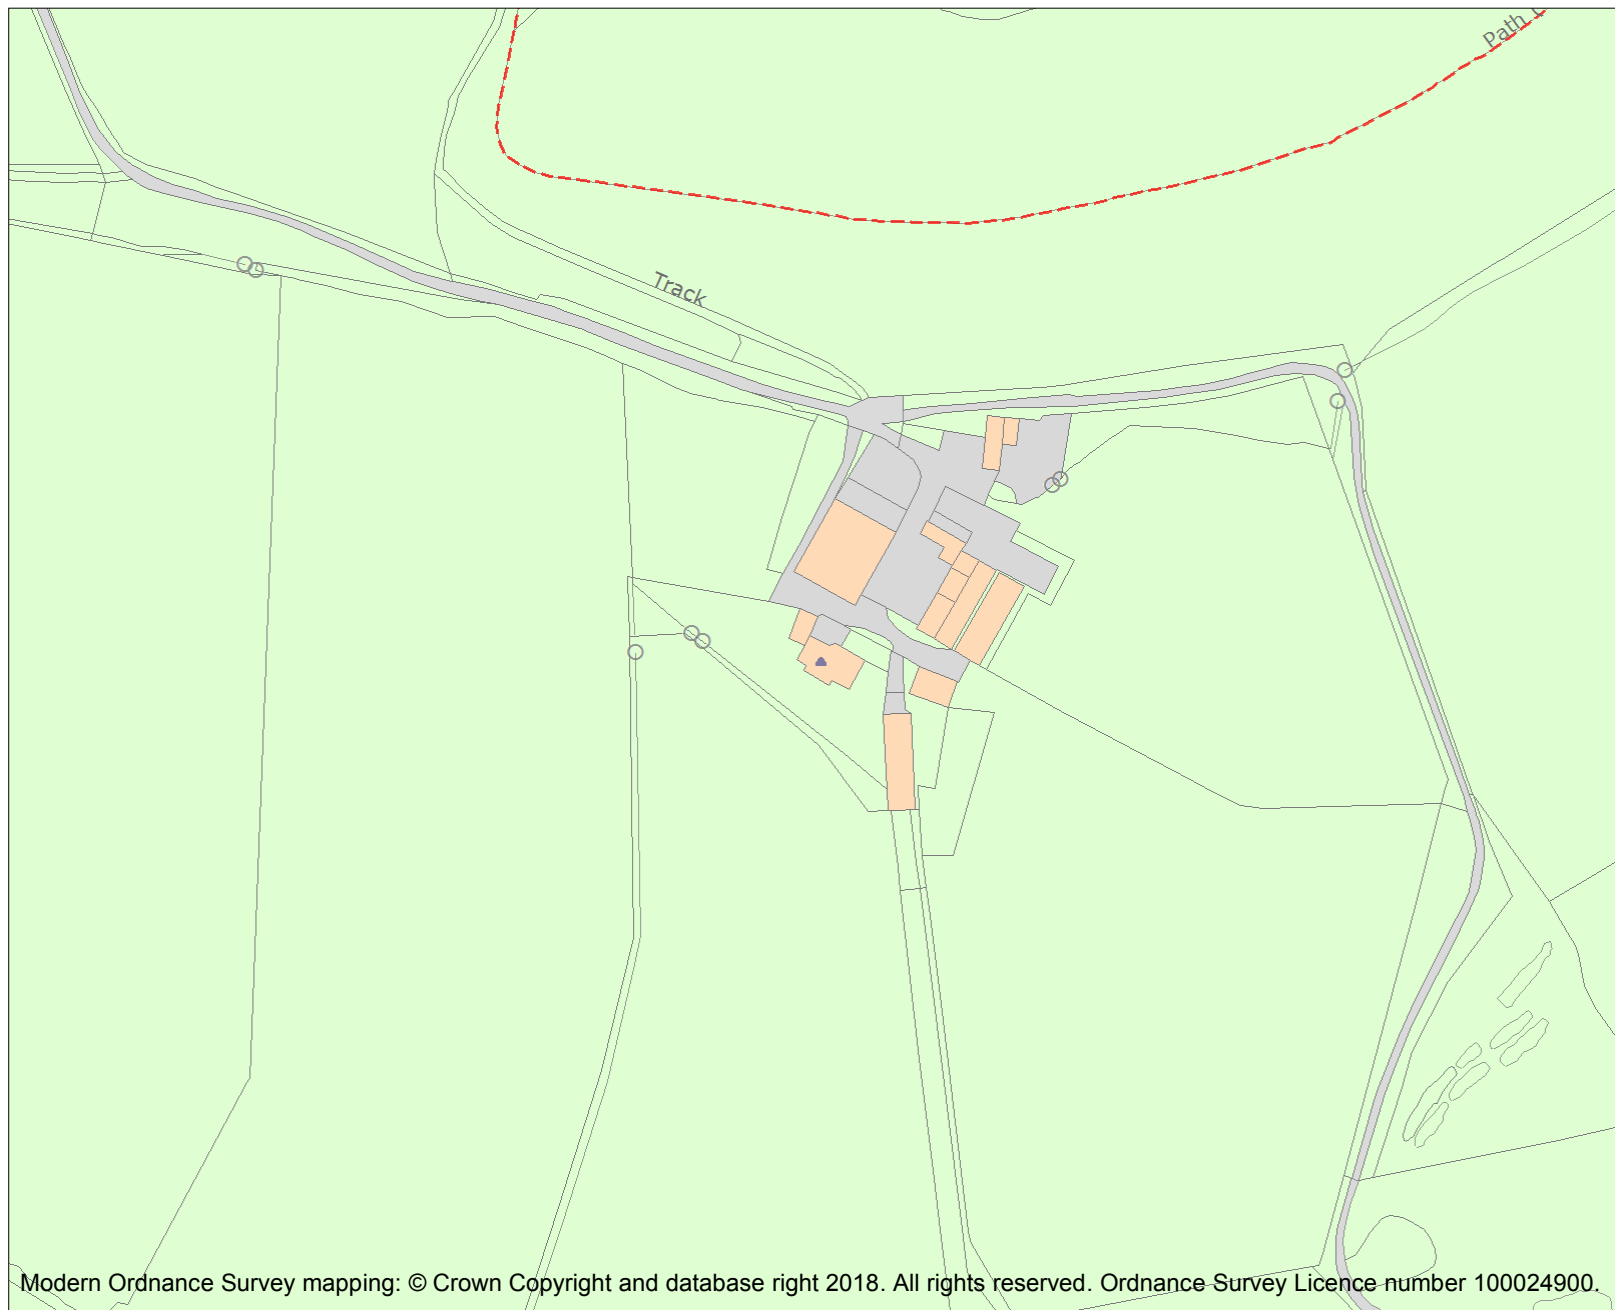 Path
Track
Modern Ordnance Survey mapping: © Crown Copyright and database right 2018. All rights reserved. Ordnance Survey Licence number 100024900.